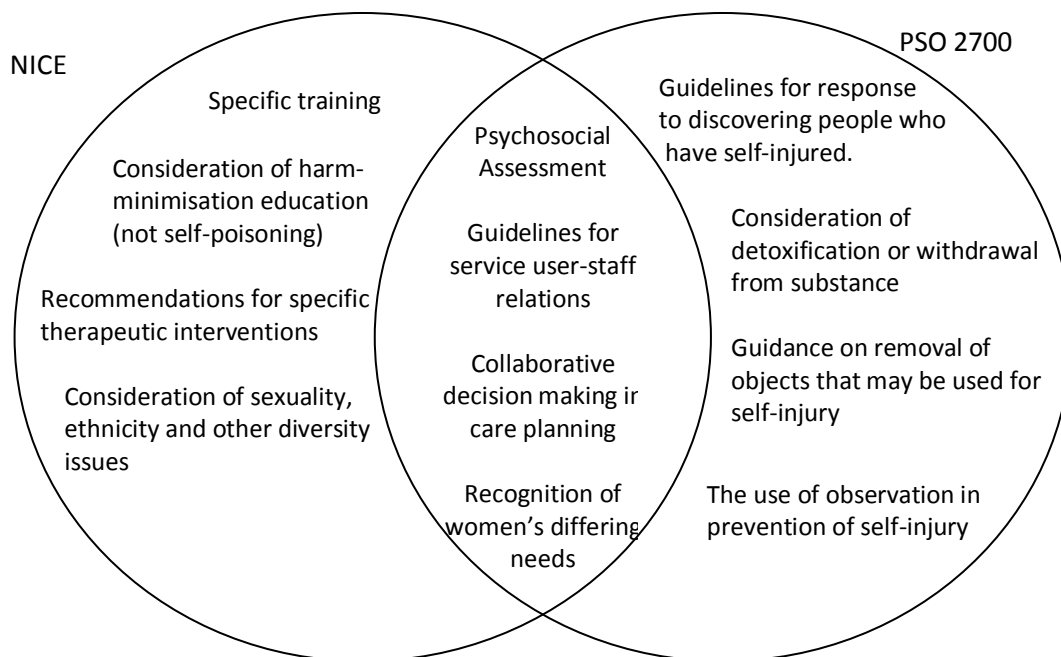 NICE
PSO 2700
Specific training
Consideration of harm-
minimisation education
(not self-poisoning)
Recommendations for specific
therapeutic interventions
Consideration of sexuality,
ethnicity and other diversity
issues
Psychosocial
Assessment
Guidelines for
service user-staff
relations
Collaborative
decision making in
care planning
Recognition of
women’s differing
needs
Guidelines for response
to discovering people who
have self-injured.
Consideration of
detoxification or withdrawal
from substance
Guidance on removal of
objects that may be used for
self-injury
The use of observation in
prevention of self-injury